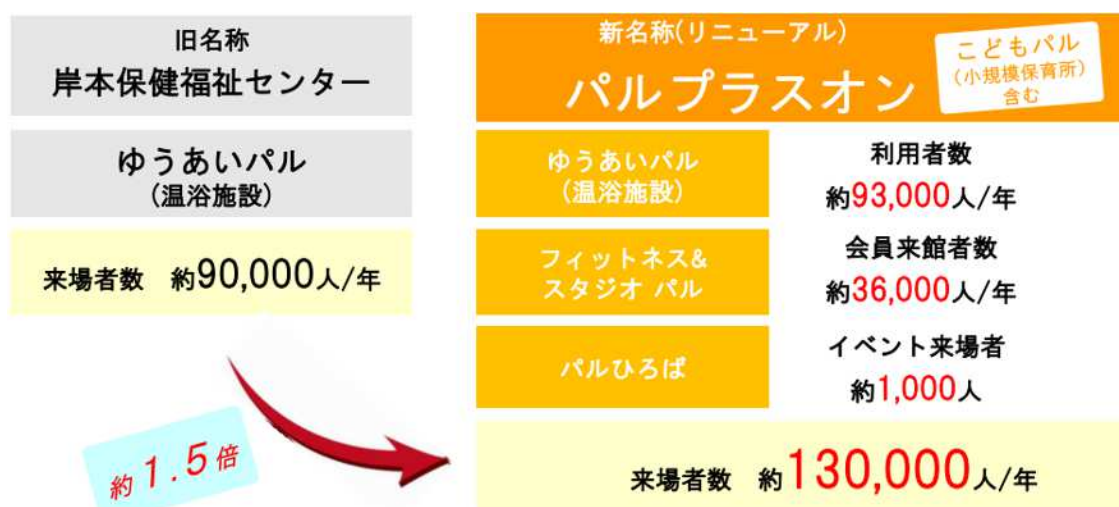 旧名称
岸本保健福祉センター
ゆうあいパル
(温浴施設)
来場者数 約90,000人/年
約1.5倍
新名称(リニューアル)
パルプラスオン
こどもパル
(小規模保育所)
含む
ゆうあいパル
(温浴施設)
利用者数
約93,000人/年
フィットネス&
スタジオ パル
会員来館者数
約36,000人/年
パルひろば
イベント来場者
約1,000人
来場者数 約130,000人/年